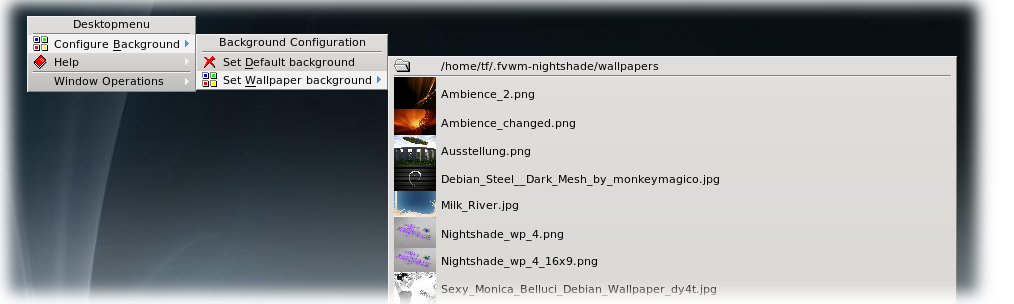 Desktopmenu
Configure Background
Help
Window Operations
Background Configuration
Set Default background
Set Wallpaper background
/home/tf/.fvwm-nightshade/wallpapers
Ambience_2.png
Ambience_changed.png
Ausstellung.png
Debian_Steel__Dark_Mesh_by_monkeymagico.jpg
Milk_River.jpg
Nightshade_wp_4.png
Nightshade_wp_4_16x9.png
Sexy_Monica_Belluci_Debian_Wallpaper_dy4t.jpg